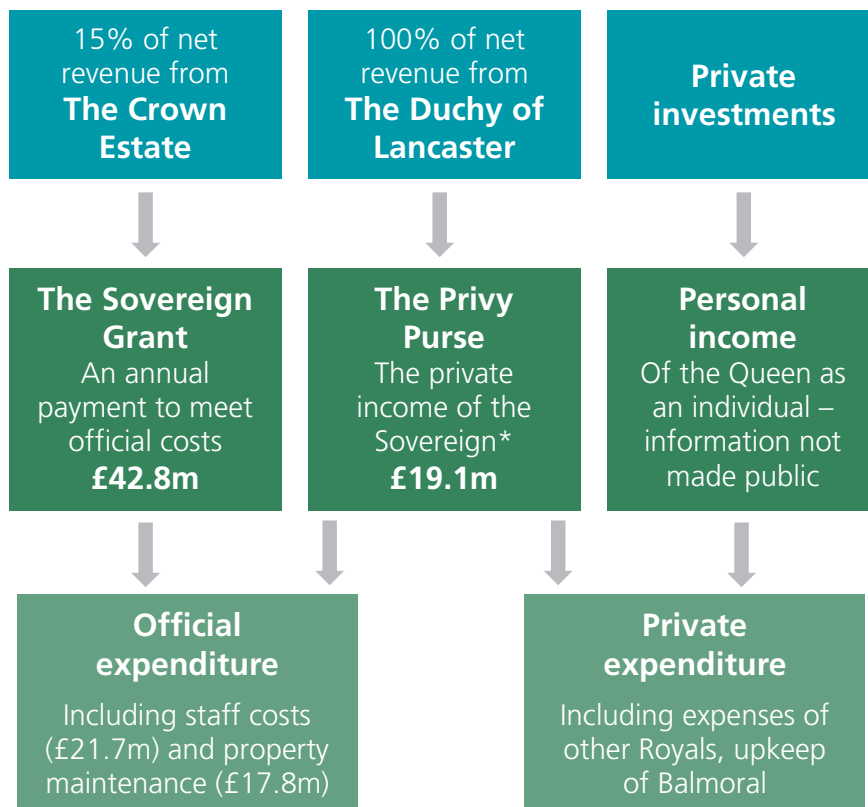 15% of net
revenue from
The Crown
Estate
100% of net
revenue from
The Duchy of
Lancaster
Private
investments
The Sovereign
Grant
An annual
payment to meet
official costs
£42.8m
The Privy
Purse
The private
income of the
Sovereign*
£19.1m
Personal
income
Of the Queen as
an individual –
information not
made public
Official
expenditure
Including staff costs
(£21.7m) and property
maintenance (£17.8m)
Private
expenditure
Including expenses of
other Royals, upkeep
of Balmoral